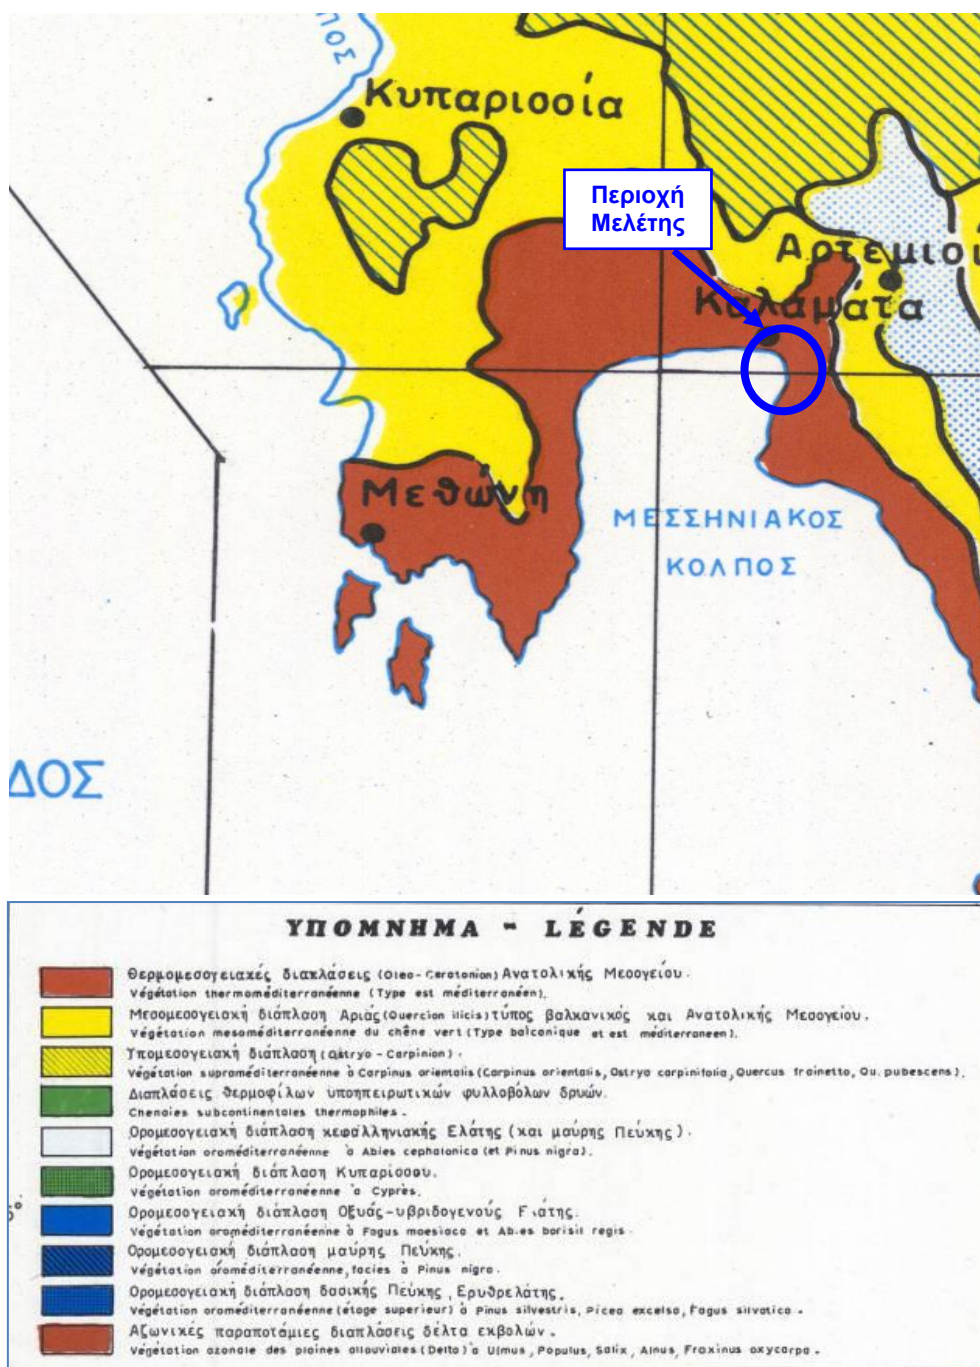 ΠΟΣ
Κυπαρισσία
Περιοχή
Μελέτης
Αρτεμισί
Καλαμάτα
Μεθώνη
ΜΕΣΣΗΝΙΑΚΟΣ
ΚΟΛΠΟΣ
ΔΟΣ
ΥΠΟΜΝΗΜΑ - LÉGENDE
Θερμομεσογειακές διαπλάσεις (Oleo-Ceratonion) Ανατολικής Μεσογείου.
Végétation thermoméditerranéenne (Type est méditerranéen).
Μεσομεσογειακή διάπλαση Αριάς (Quercion ilicis) τύπος βαλκανικός και Ανατολικής Μεσογείου.
Végétation mesoméditerranéenne du chêne vert (Type balcanique et est méditerraneen).
Υπομεσογειακή διάπλαση (Ostryo-Carpinion).
Végétation supraméditerranéenne à Carpinus orientalis (Carpinus orientalis, Ostrya carpinifolia, Quercus frainetto, Qu. pubescens).
Διαπλάσεις θερμοφίλων υποηπειρωτικών φυλλοβόλων δρυών.
Chenaies subcontinentales thermophiles.
Ορομεσογειακή διάπλαση κεφαλληνιακής Ελάτης (και μαύρης Πεύκης).
Végétation oroméditerranéenne à Abies cephalonica (et Pinus nigra).
Ορομεσογειακή διάπλαση Κυπαρίσσου.
Végétation oroméditerranéenne à Cyprès.
Ορομεσογειακή διάπλαση Οξυάς-υβριδογενούς Ελάτης.
Végétation oroméditerranéenne à Fagus moesiaca et Abies borisii regis.
Ορομεσογειακή διάπλαση μαύρης Πεύκης.
Végétation oroméditerranéenne, facies à Pinus nigra.
Ορομεσογειακή διάπλαση δασικής Πεύκης, Ερυθρελάτης.
Végétation oroméditerranéenne (étage superieur) à Pinus silvestris, Picea excelsa, Fagus silvatica.
Αζωνικές παραποτάμιες διαπλάσεις δέλτα εκβολών.
Végétation azonale des plaines alluviales (Delta) à Ulmus, Populus, Salix, Alnus, Fraxinus oxycarpa.